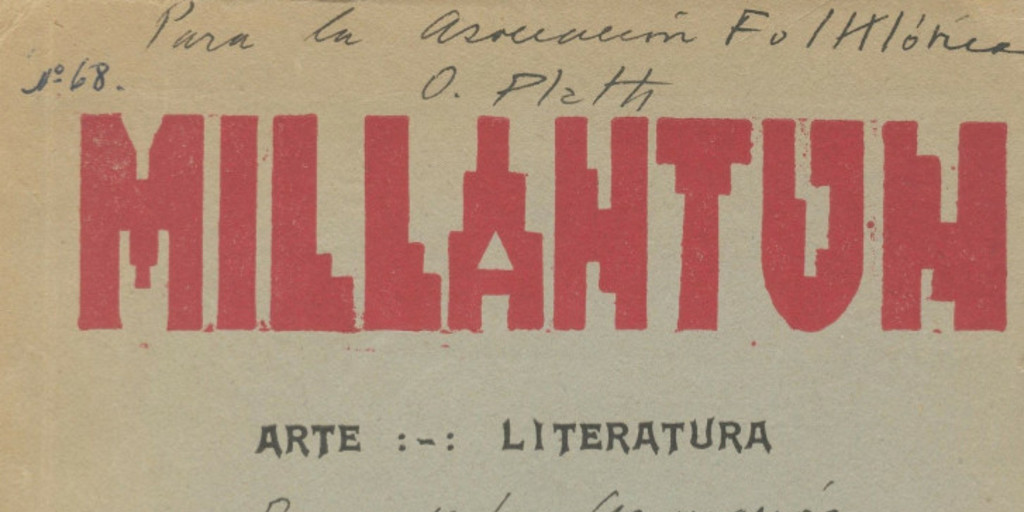 Para la Asociación Folklórica
Nº 68.
O. Plath
MILLANTUN
ARTE :-: LITERATURA